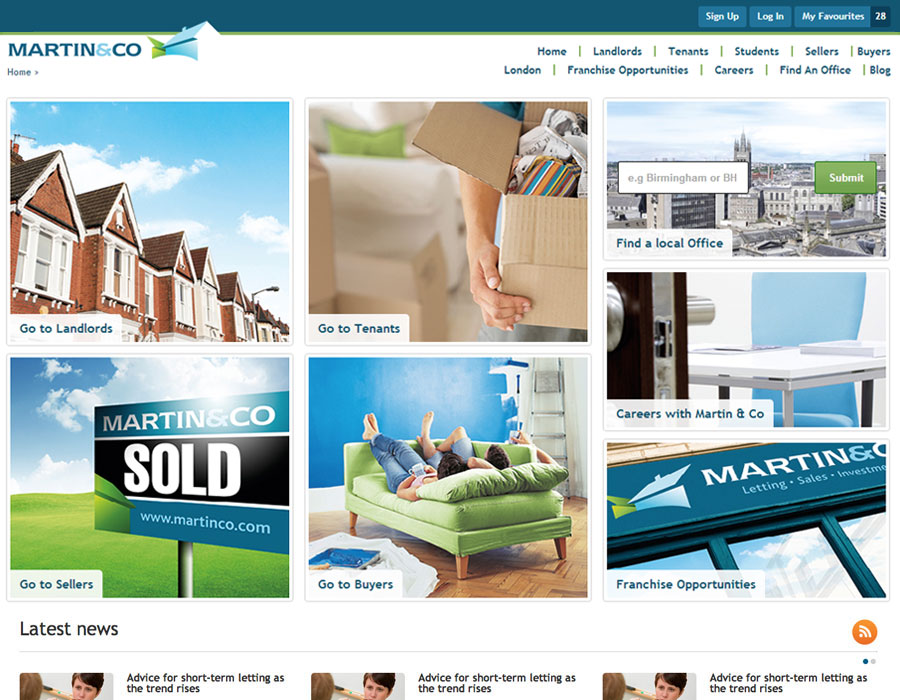 Sign Up
Log In
My Favourites 28
MARTIN&CO
Home | Landlords | Tenants | Students | Sellers | Buyers
Home »
London | Franchise Opportunities | Careers | Find An Office | Blog
e.g Birmingham or BH
Submit
Find a local Office
Go to Landlords
Go to Tenants
Careers with Martin & Co
MARTIN&CO
SOLD
www.martinco.com
MARTIN&C
Letting • Sales • Investme
Go to Sellers
Go to Buyers
Franchise Opportunities
Latest news
Advice for short-term letting as
the trend rises
Advice for short-term letting as
the trend rises
Advice for short-term letting as
the trend rises